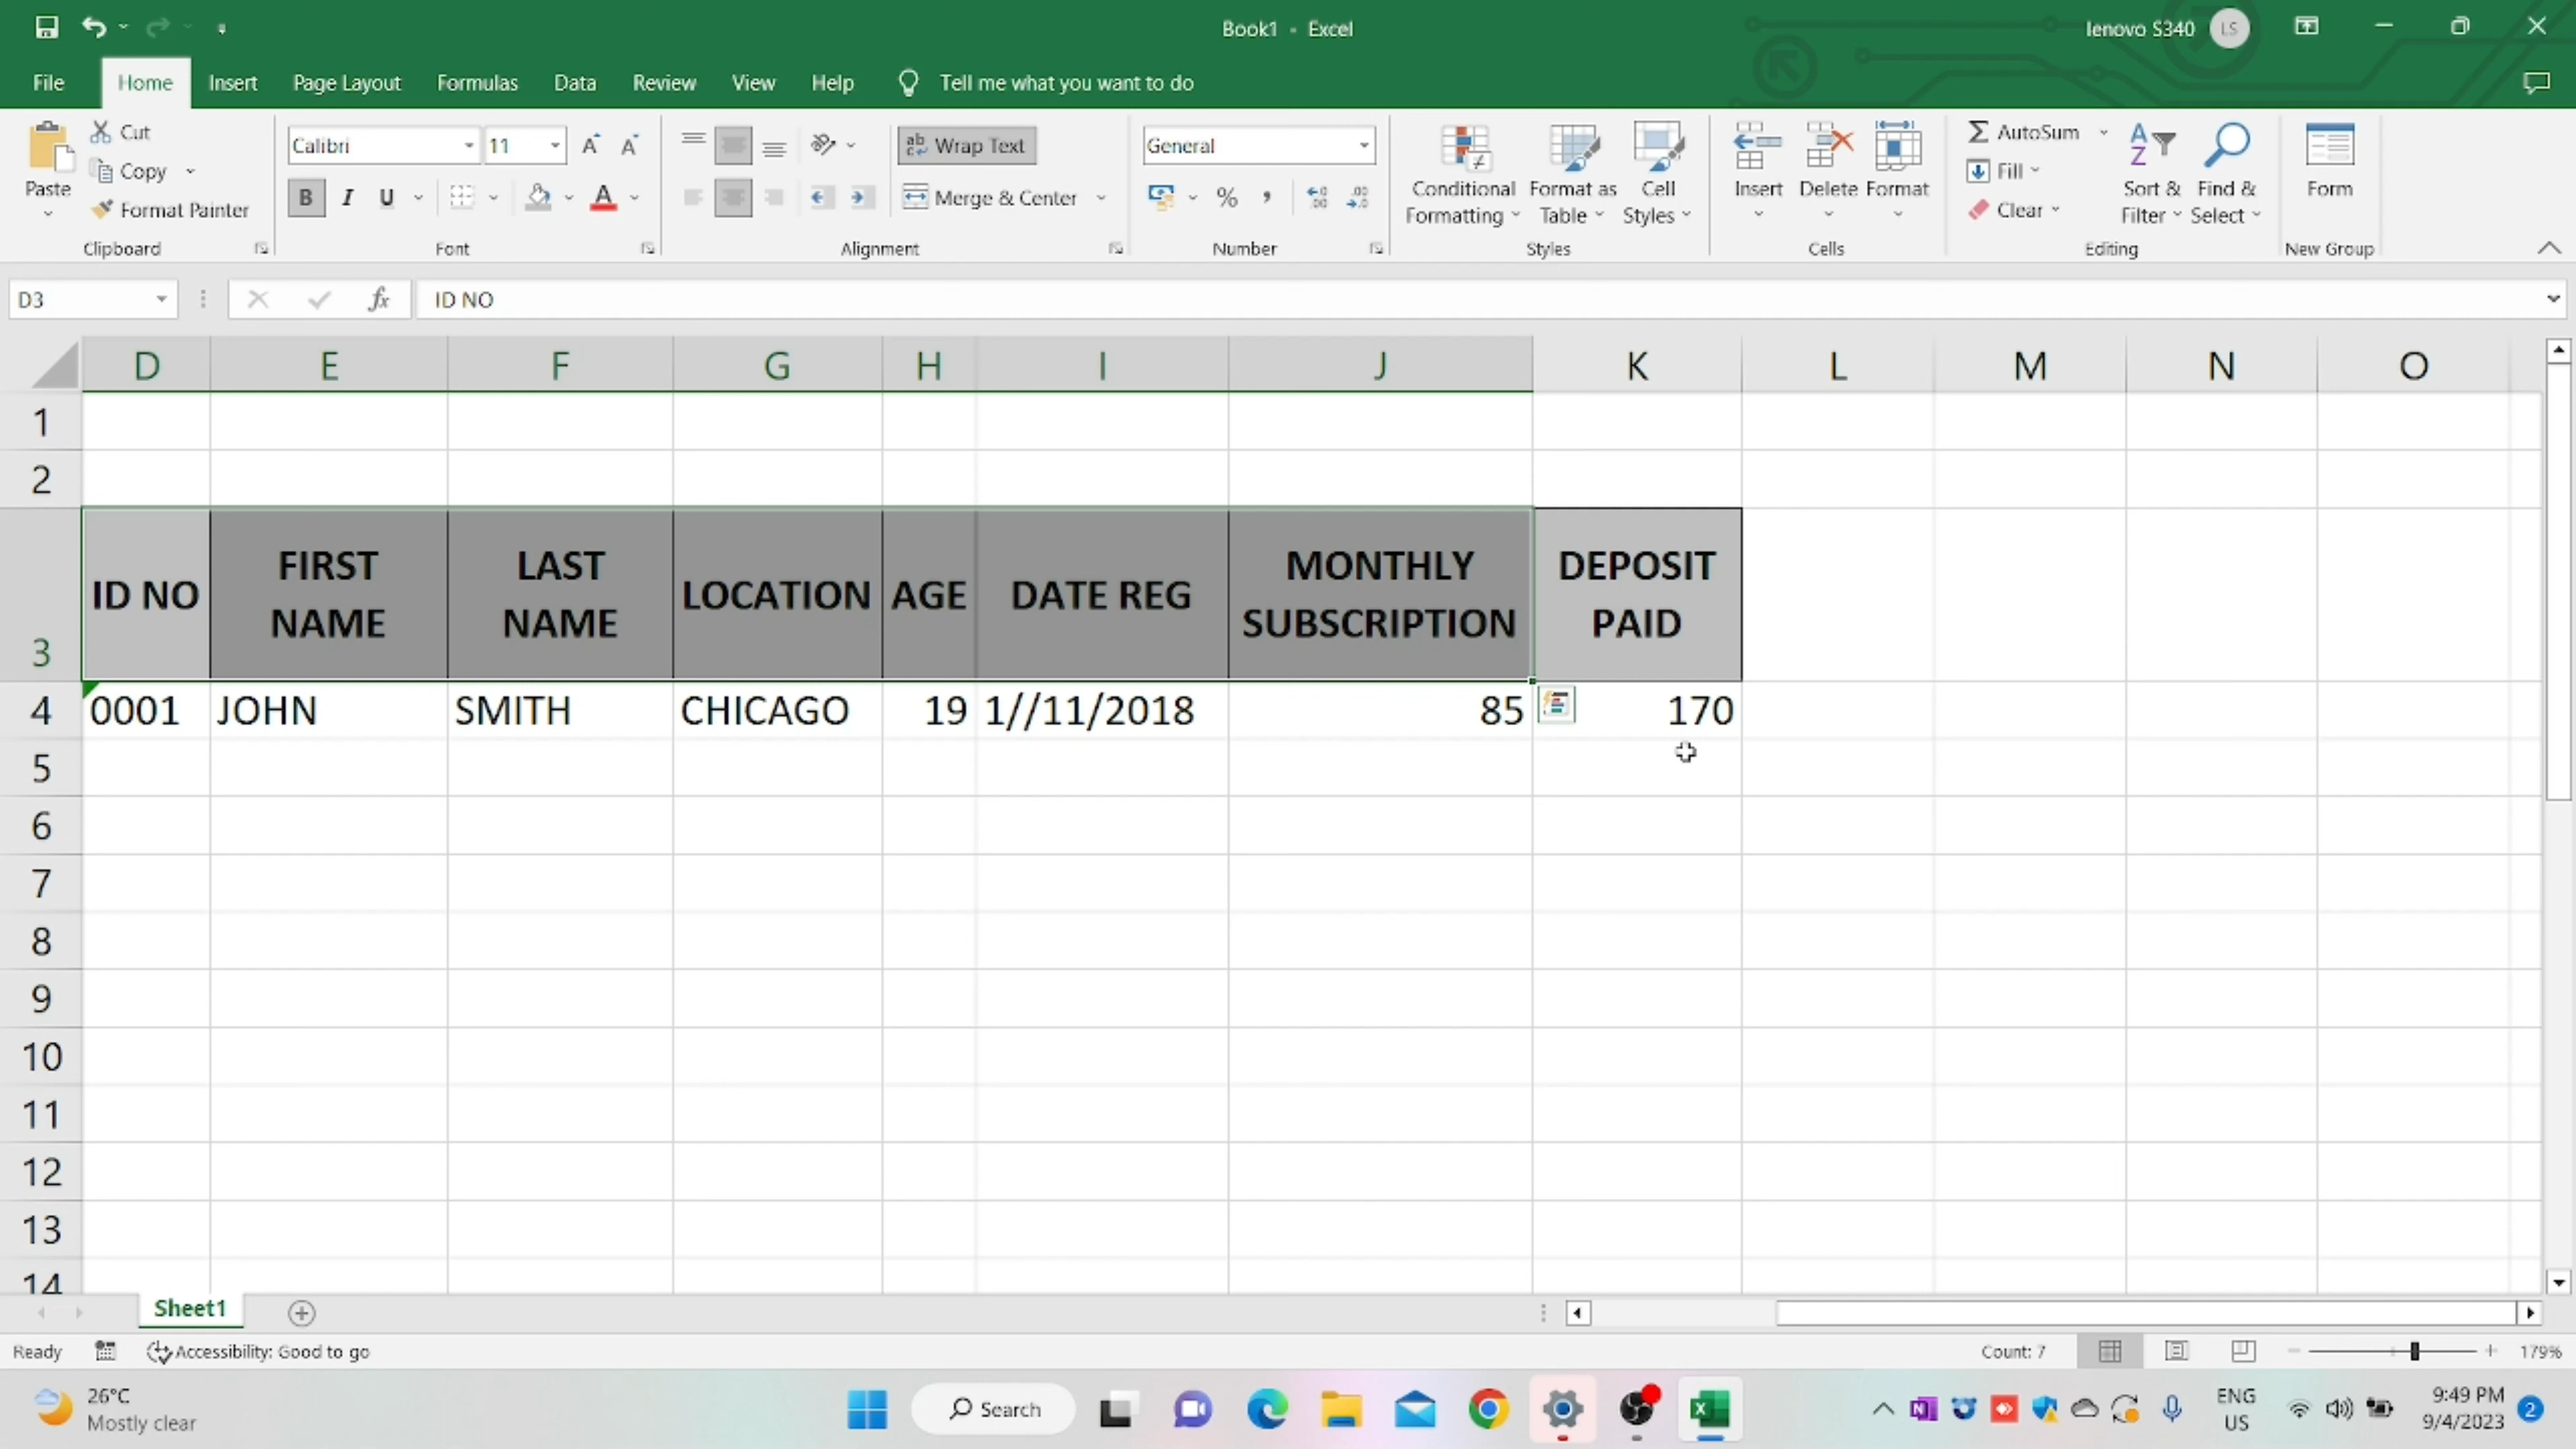 Book1 - Excel
lenovo S340 LS
File Home Insert Page Layout Formulas Data Review View Help Tell me what you want to do
Paste
Cut
Copy
Format Painter
Clipboard
Calibri 11
B I U A
Font
Wrap Text
Merge & Center
Alignment
General
%
Number
Conditional Formatting
Format as Table
Cell Styles
Styles
Insert Delete Format
Cells
AutoSum
Fill
Clear
Sort & Filter
Find & Select
Editing
Form
New Group
D3 fx ID NO
D E F G H I J K L M N O
1
2
3 ID NO FIRST NAME LAST NAME LOCATION AGE DATE REG MONTHLY SUBSCRIPTION DEPOSIT PAID
4 0001 JOHN SMITH CHICAGO 19 1//11/2018 85 170
5
6
7
8
9
10
11
12
13
14
Sheet1
Ready Accessibility: Good to go Count: 7 179%
26°C
Mostly clear
Search
ENG
US
9:49 PM
9/4/2023
2